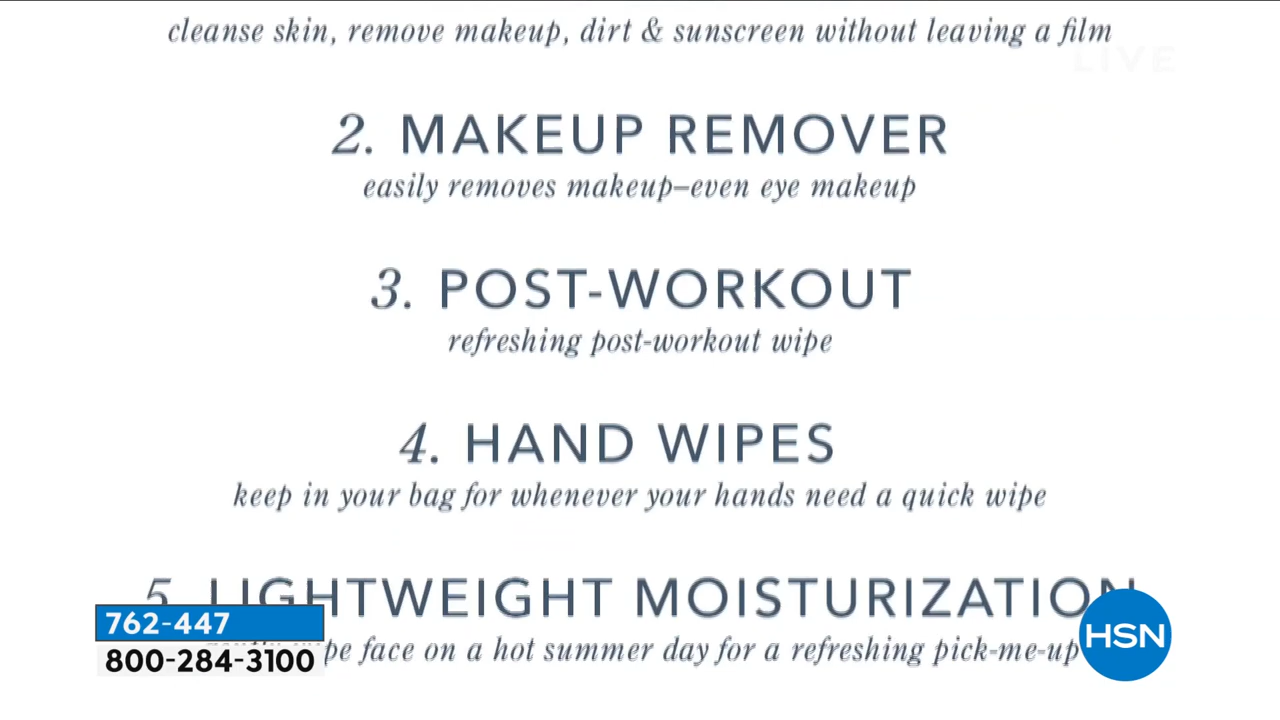 cleanse skin, remove makeup, dirt & sunscreen without leaving a film
LIVE
2. MAKEUP REMOVER
easily removes makeup–even eye makeup
3. POST-WORKOUT
refreshing post-workout wipe
4. HAND WIPES
keep in your bag for whenever your hands need a quick wipe
5. LIGHTWEIGHT MOISTURIZATION
face on a hot summer day for a refreshing pick-me-up
762-447
800-284-3100
HSN